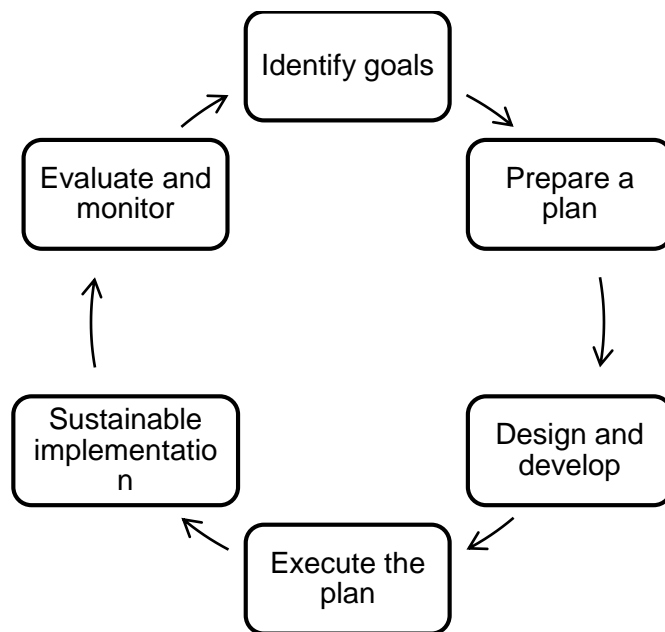 Identify goals
Prepare a
plan
Design and
develop
Execute the
plan
Sustainable
implementatio
n
Evaluate and
monitor